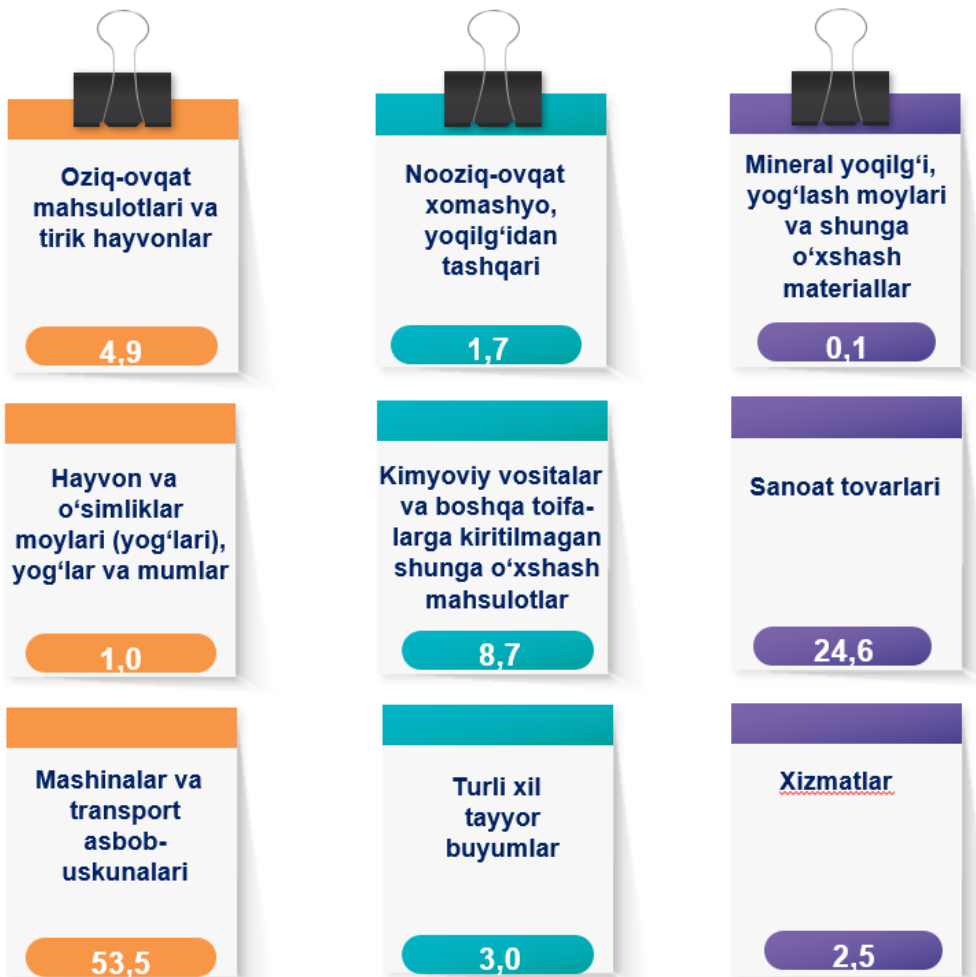 Oziq-ovqat
mahsulotlari va
tirik hayvonlar
4,9
Nooziq-ovqat
xomashyo,
yoqilg‘idan
tashqari
1,7
Mineral yoqilg‘i,
yog‘lash moylari
va shunga
o‘xshash
materiallar
0,1
Hayvon va
o‘simliklar
moylari (yog‘lari),
yog‘lar va mumlar
1,0
Kimyoviy vositalar
va boshqa toifa-
larga kiritilmagan
shunga o‘xshash
mahsulotlar
8,7
Sanoat tovarlari
24,6
Mashinalar va
transport
asbob-
uskunalari
53,5
Turli xil
tayyor
buyumlar
3,0
Xizmatlar
2,5